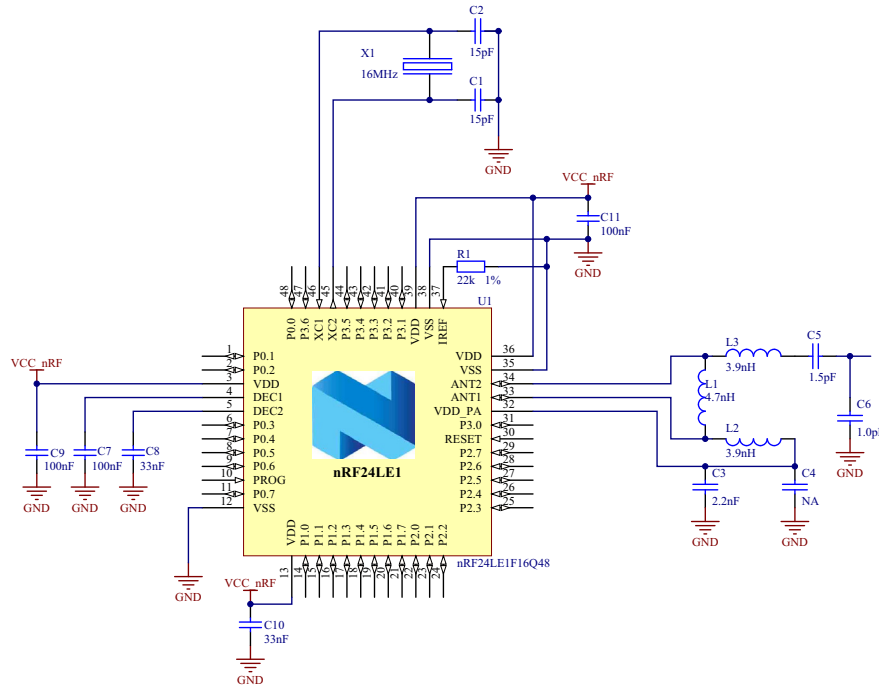 C2
15pF
X1
16MHz
C1
15pF
GND
VCC_nRF
C11
100nF
GND
R1
22k 1%
48 47 46 45 44 43 42 41 40 39 38 37
U1
P0.0 P3.6 XC1 XC2 P3.5 P3.4 P3.3 P3.2 P3.1 VDD VSS IREF
1 P0.1
2 P0.2
3 VDD
4 DEC1
5 DEC2
6 P0.3
7 P0.4
8 P0.5
9 P0.6
10 PROG
11 P0.7
12 VSS
VDD 36
VSS 35
ANT2 34
ANT1 33
VDD_PA 32
P3.0 31
RESET 30
P2.7 29
P2.6 28
P2.5 27
P2.4 26
P2.3 25
nRF24LE1
VDD P1.0 P1.1 P1.2 P1.3 P1.4 P1.5 P1.6 P1.7 P2.0 P2.1 P2.2
13 14 15 16 17 18 19 20 21 22 23 24
nRF24LE1F16Q48
VCC_nRF
C9
100nF
GND
C7
100nF
GND
C8
33nF
GND
GND
VCC_nRF
C10
33nF
GND
L3
3.9nH
C5
1.5pF
L1
4.7nH
C6
1.0pF
GND
L2
3.9nH
C3
2.2nF
GND
C4
NA
GND